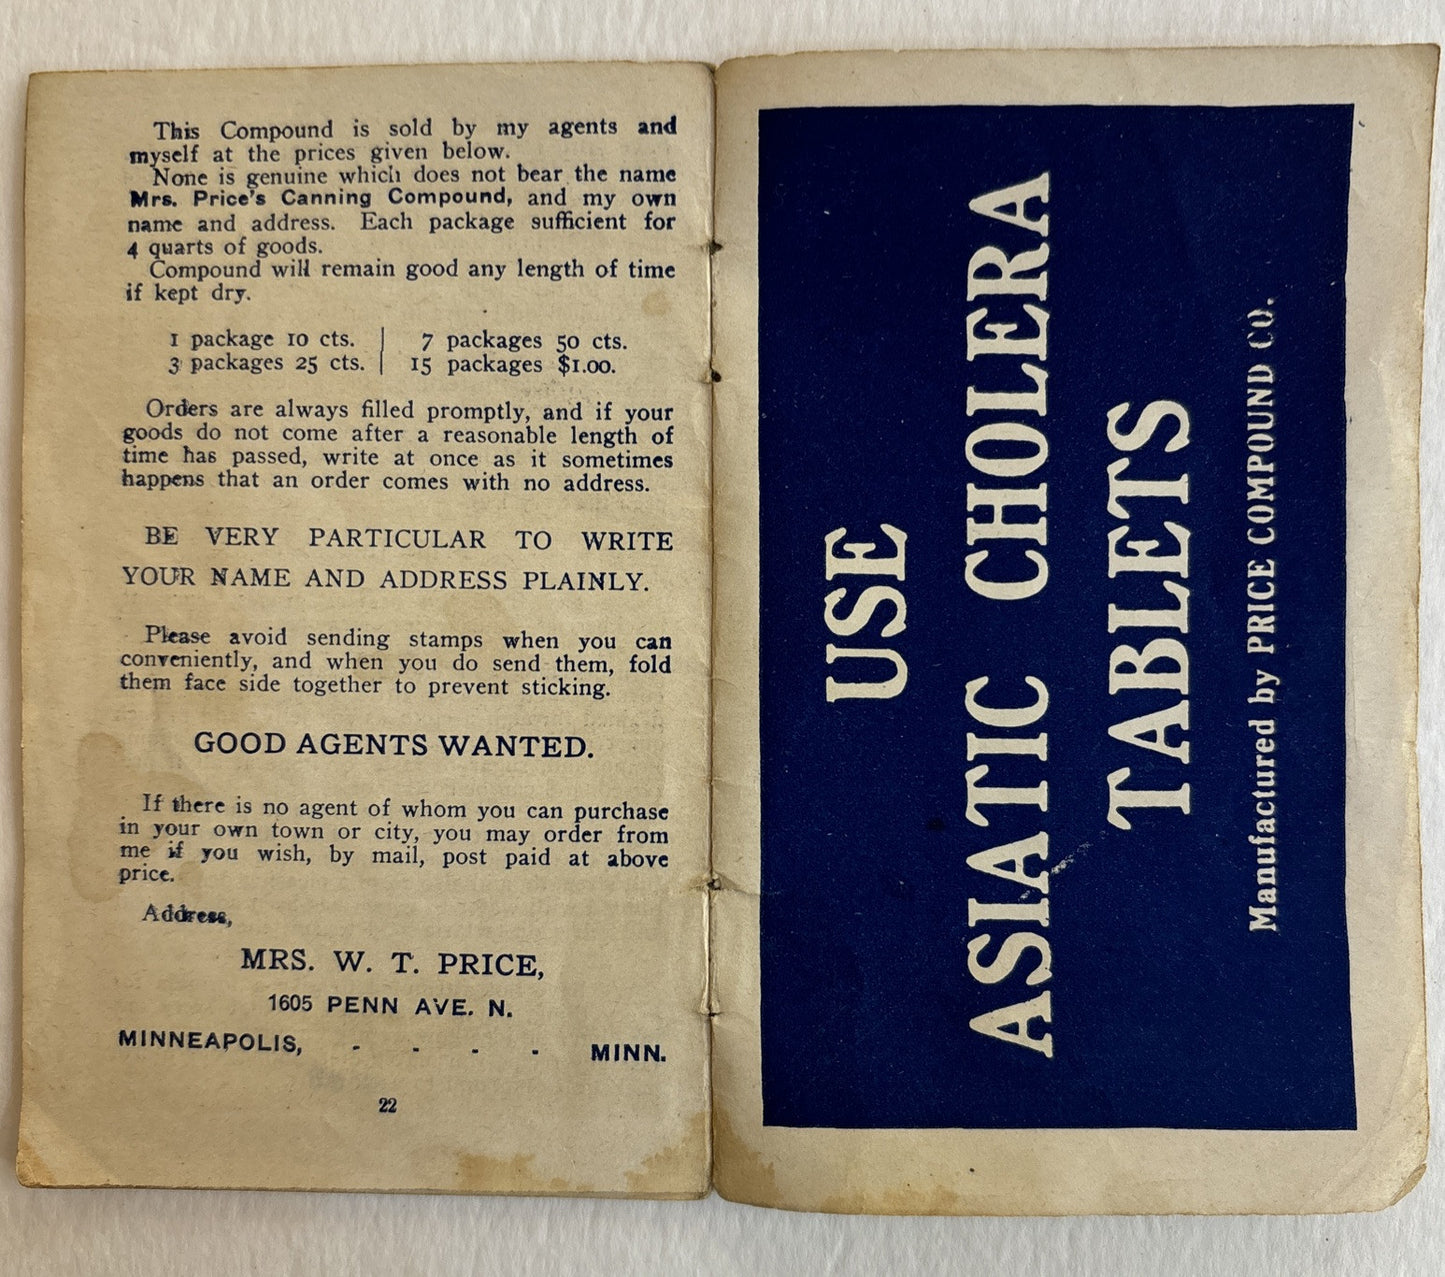 This Compound is sold by my agents and
myself at the prices given below.
None is genuine which does not bear the name
Mrs. Price's Canning Compound, and my own
name and address. Each package sufficient for
4 quarts of goods.
Compound will remain good any length of time
if kept dry.
1 package 10 cts. | 7 packages 50 cts.
3 packages 25 cts. | 15 packages $1.00.
Orders are always filled promptly, and if your
goods do not come after a reasonable length of
time has passed, write at once as it sometimes
happens that an order comes with no address.
BE VERY PARTICULAR TO WRITE
YOUR NAME AND ADDRESS PLAINLY.
Please avoid sending stamps when you can
conveniently, and when you do send them, fold
them face side together to prevent sticking.
GOOD AGENTS WANTED.
If there is no agent of whom you can purchase
in your own town or city, you may order from
me if you wish, by mail, post paid at above
price.
Address,
MRS. W. T. PRICE,
1605 PENN AVE. N.
MINNEAPOLIS, - - - - MINN.
22
USE
ASIATIC CHOLERA
TABLETS
Manufactured by PRICE COMPOUND CO.